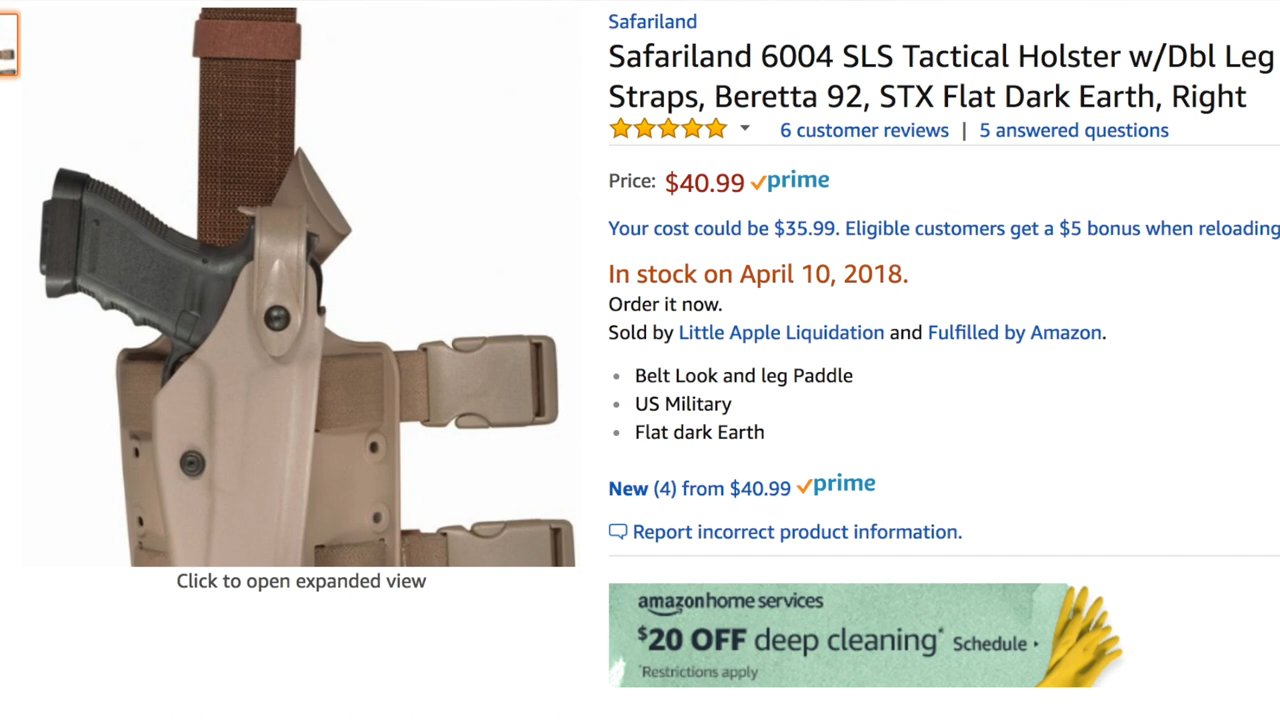 Safariland
Safariland 6004 SLS Tactical Holster w/Dbl Leg
Straps, Beretta 92, STX Flat Dark Earth, Right
6 customer reviews | 5 answered questions
Price: $40.99 prime
Your cost could be $35.99. Eligible customers get a $5 bonus when reloading
In stock on April 10, 2018.
Order it now.
Sold by Little Apple Liquidation and Fulfilled by Amazon.
• Belt Look and leg Paddle
• US Military
• Flat dark Earth
New (4) from $40.99 prime
Report incorrect product information.
Click to open expanded view
amazon home services
$20 OFF deep cleaning* Schedule
*Restrictions apply